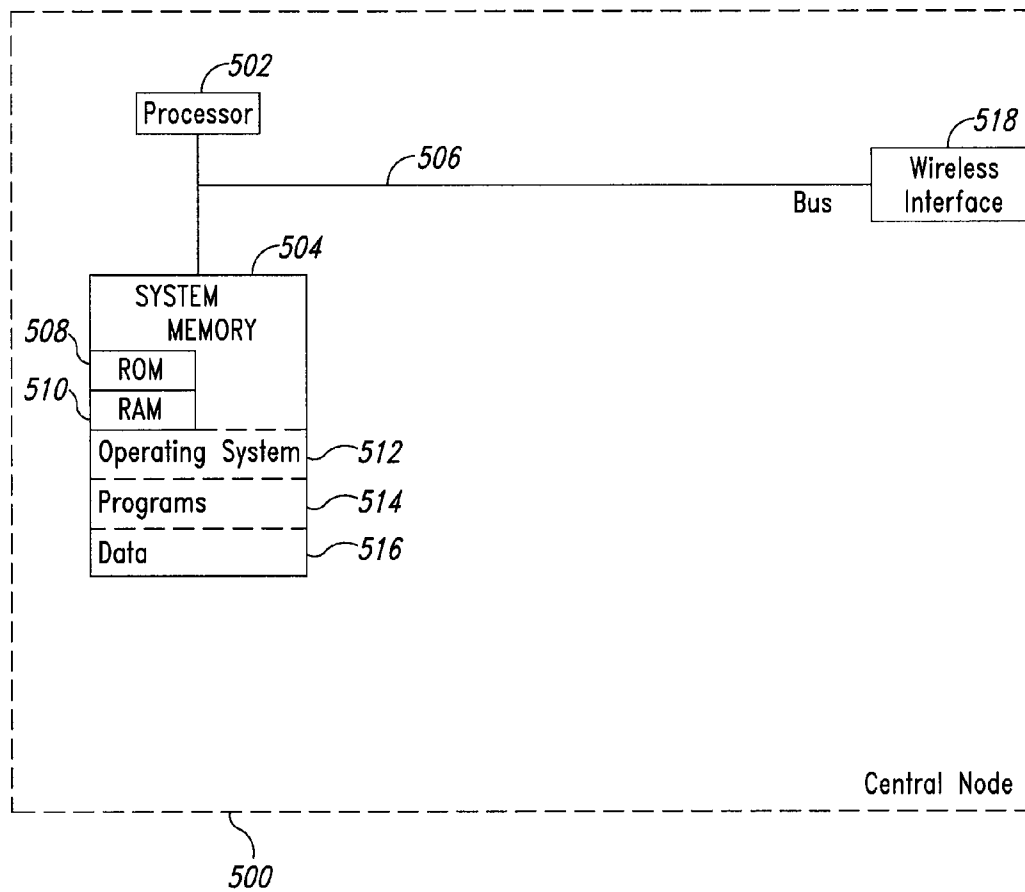 502
Processor
518
Wireless
Interface
506
Bus
504
SYSTEM
MEMORY
508
ROM
510
RAM
Operating System
512
Programs
514
Data
516
Central Node
500